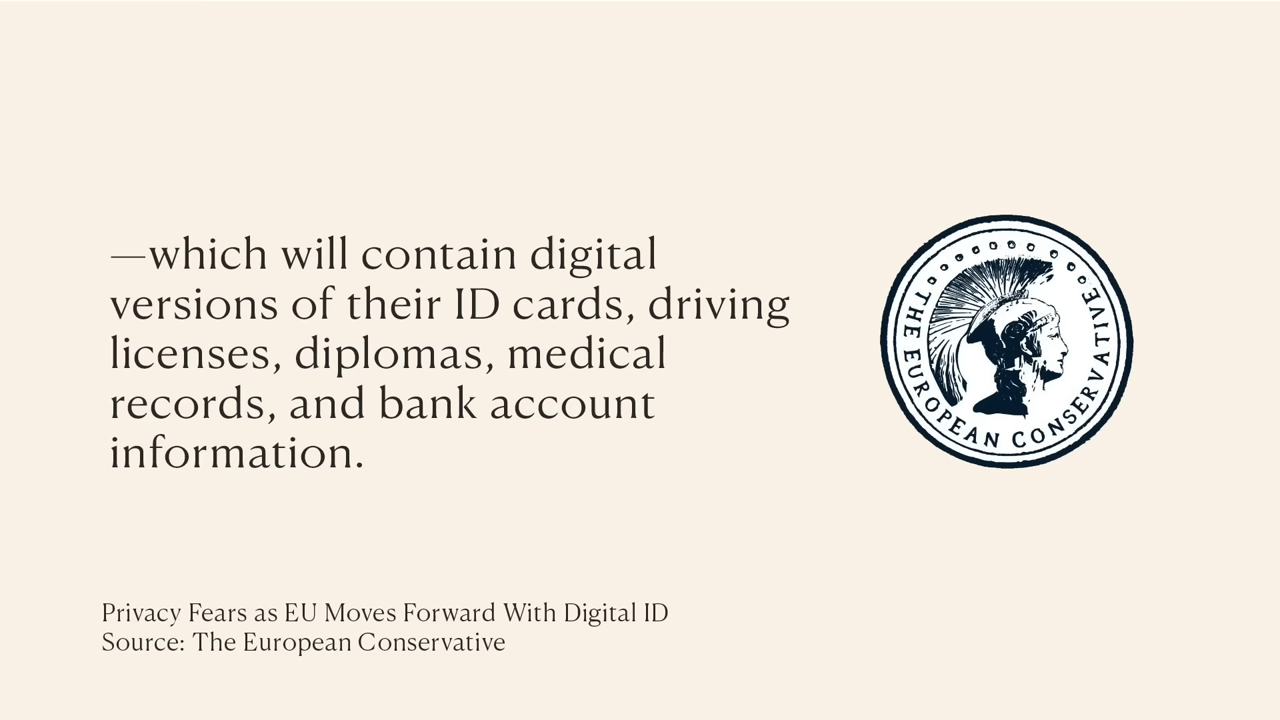 —which will contain digital
versions of their ID cards, driving
licenses, diplomas, medical
records, and bank account
information.
THE EUROPEAN CONSERVATIVE
Privacy Fears as EU Moves Forward With Digital ID
Source: The European Conservative